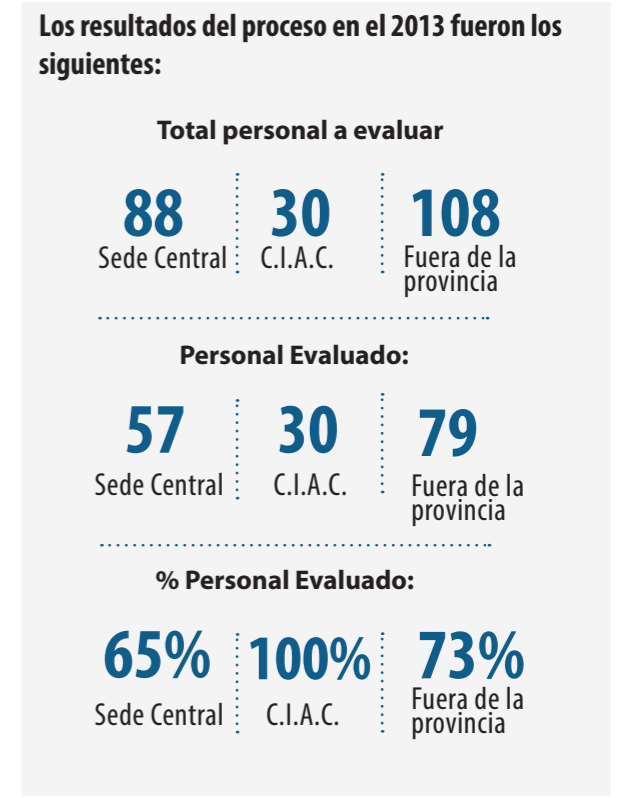 Los resultados del proceso en el 2013 fueron los
siguientes:
Total personal a evaluar
88 30 108
Sede Central C.I.A.C. Fuera de la
provincia
Personal Evaluado:
57 30 79
Sede Central C.I.A.C. Fuera de la
provincia
% Personal Evaluado:
65% 100% 73%
Sede Central C.I.A.C. Fuera de la
provincia